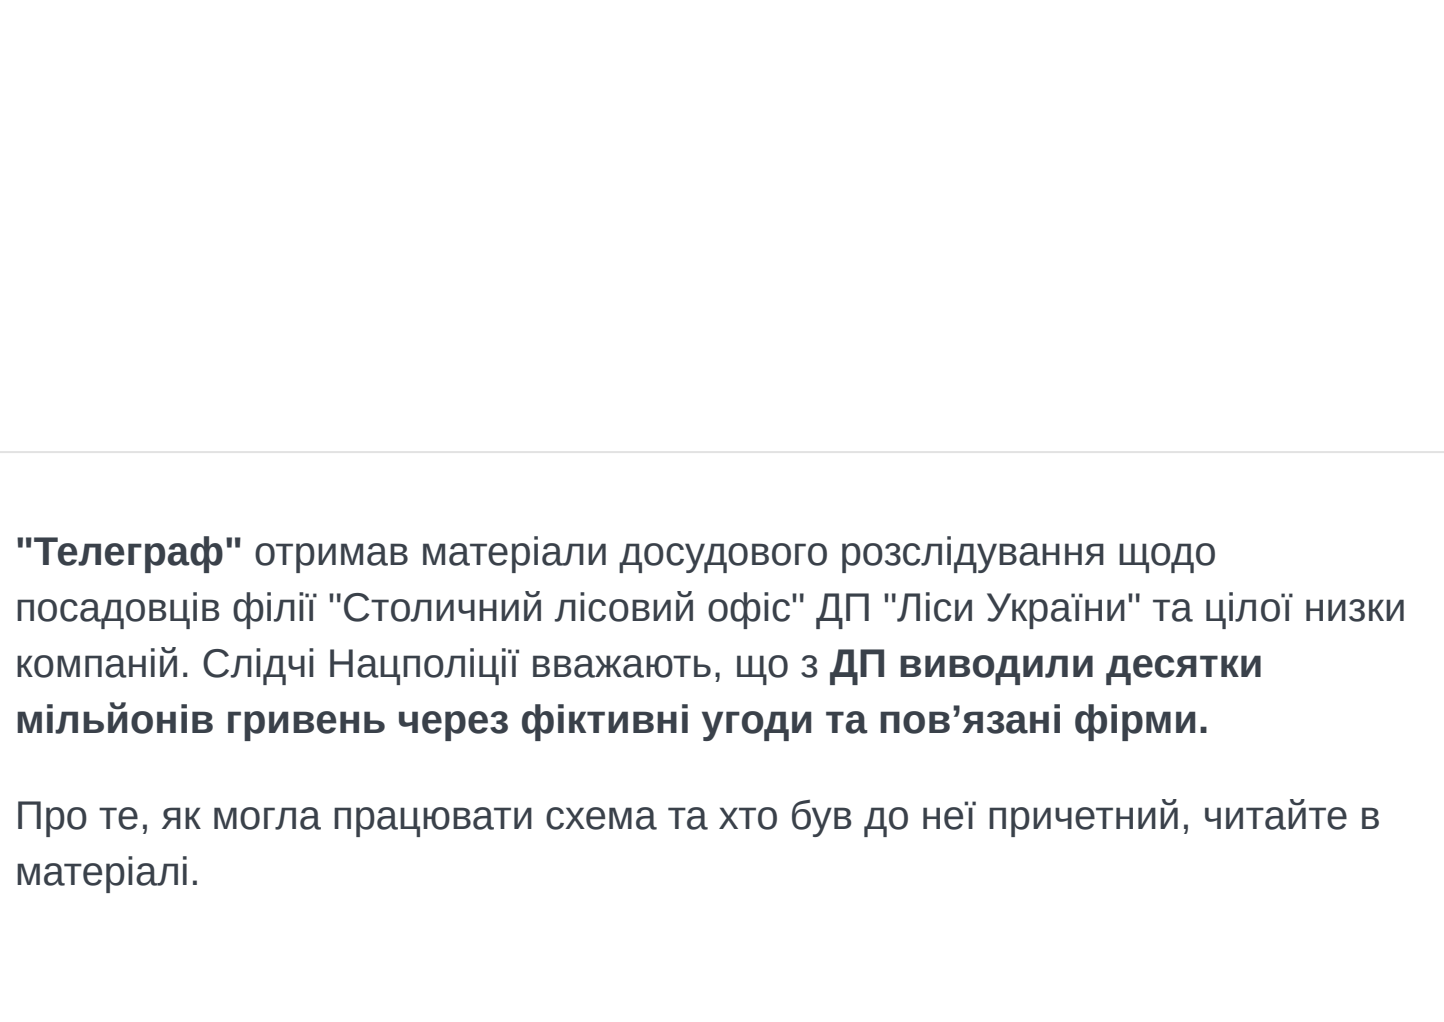 "Телеграф" отримав матеріали досудового розслідування щодо
посадовців філії "Столичний лісовий офіс" ДП "Ліси України" та цілої низки
компаній. Слідчі Нацполіції вважають, що з ДП виводили десятки
мільйонів гривень через фіктивні угоди та пов’язані фірми.
Про те, як могла працювати схема та хто був до неї причетний, читайте в
матеріалі.